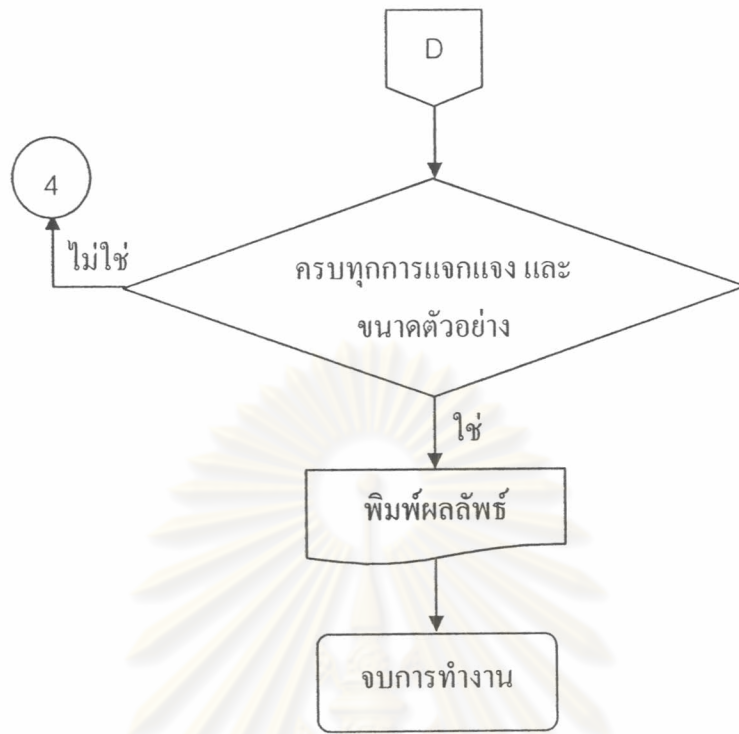 D
4
ไม่ใช่
ครบทุกการแจกแจง และ
ขนาดตัวอย่าง
ใช่
พิมพ์ผลลัพธ์
จบการทำงาน